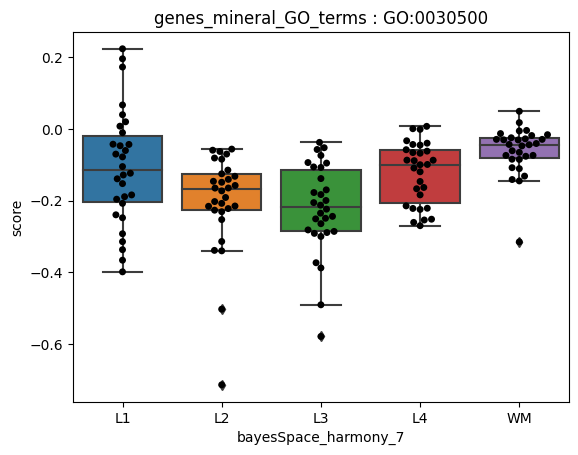 genes_mineral_GO_terms : GO:0030500
0.2
0.0
−0.2
−0.4
−0.6
score
L1 L2 L3 L4 WM
bayesSpace_harmony_7